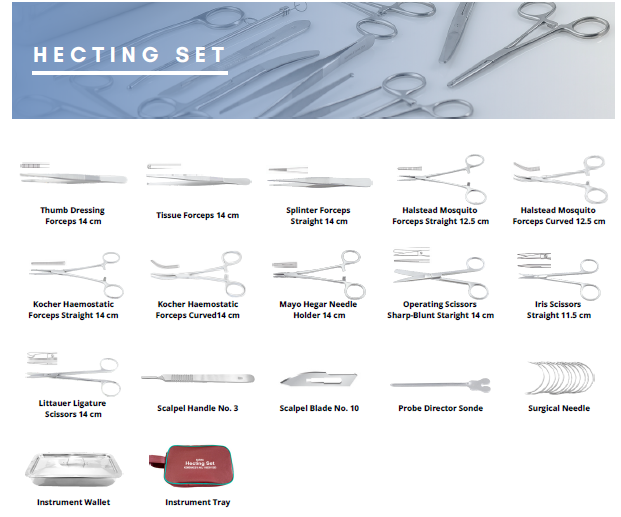 HECTING SET
Thumb Dressing
Forceps 14 cm
Tissue Forceps 14 cm
Splinter Forceps
Straight 14 cm
Halstead Mosquito
Forceps Straight 12.5 cm
Halstead Mosquito
Forceps Curved 12.5 cm
Kocher Haemostatic
Forceps Straight 14 cm
Kocher Haemostatic
Forceps Curved14 cm
Mayo Hegar Needle
Holder 14 cm
Operating Scissors
Sharp-Blunt Staright 14 cm
Iris Scissors
Straight 11.5 cm
Littauer Ligature
Scissors 14 cm
Scalpel Handle No. 3
Scalpel Blade No. 10
Probe Director Sonde
Surgical Needle
Hecting Set
Instrument Wallet
Instrument Tray